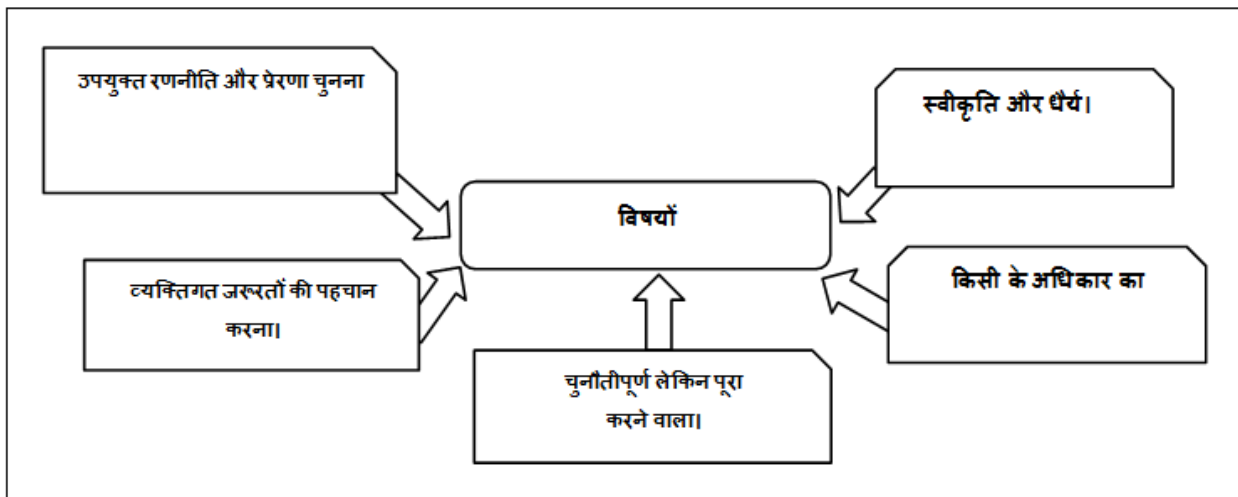 उपयुक्त रणनीति और प्रेरणा चुनना
स्वीकृति और धैर्य।
विषयों
व्यक्तिगत जरूरतों की पहचान
करना।
किसी के अधिकार का
चुनौतीपूर्ण लेकिन पूरा
करने वाला।